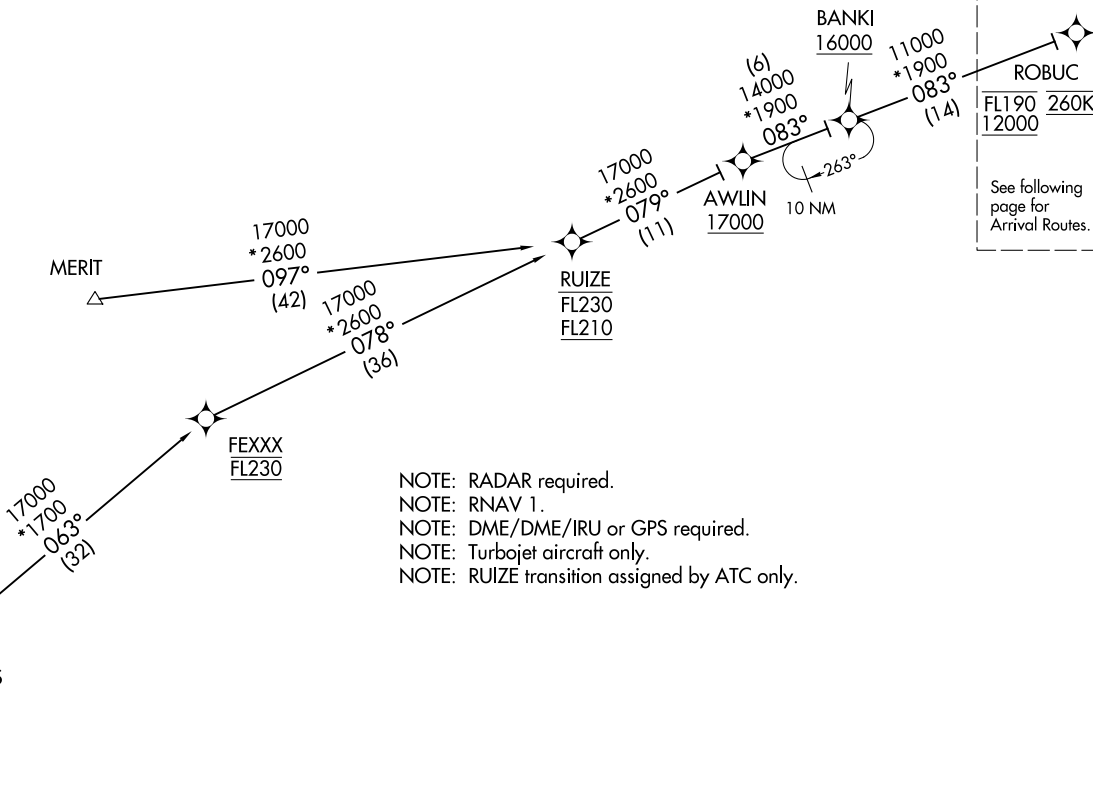 BANKI
16000
11000
*1900
083°
(14)
ROBUC
FL190 260K
12000
See following
page for
Arrival Routes.
(6)
14000
*1900
083°
263°
10 NM
17000
*2600
079°
(11)
AWLIN
17000
MERIT
17000
*2600
097°
(42)
RUIZE
FL230
FL210
17000
*2600
078°
(36)
FEXXX
FL230
17000
*1700
063°
(32)
NOTE: RADAR required.
NOTE: RNAV 1.
NOTE: DME/DME/IRU or GPS required.
NOTE: Turbojet aircraft only.
NOTE: RUIZE transition assigned by ATC only.